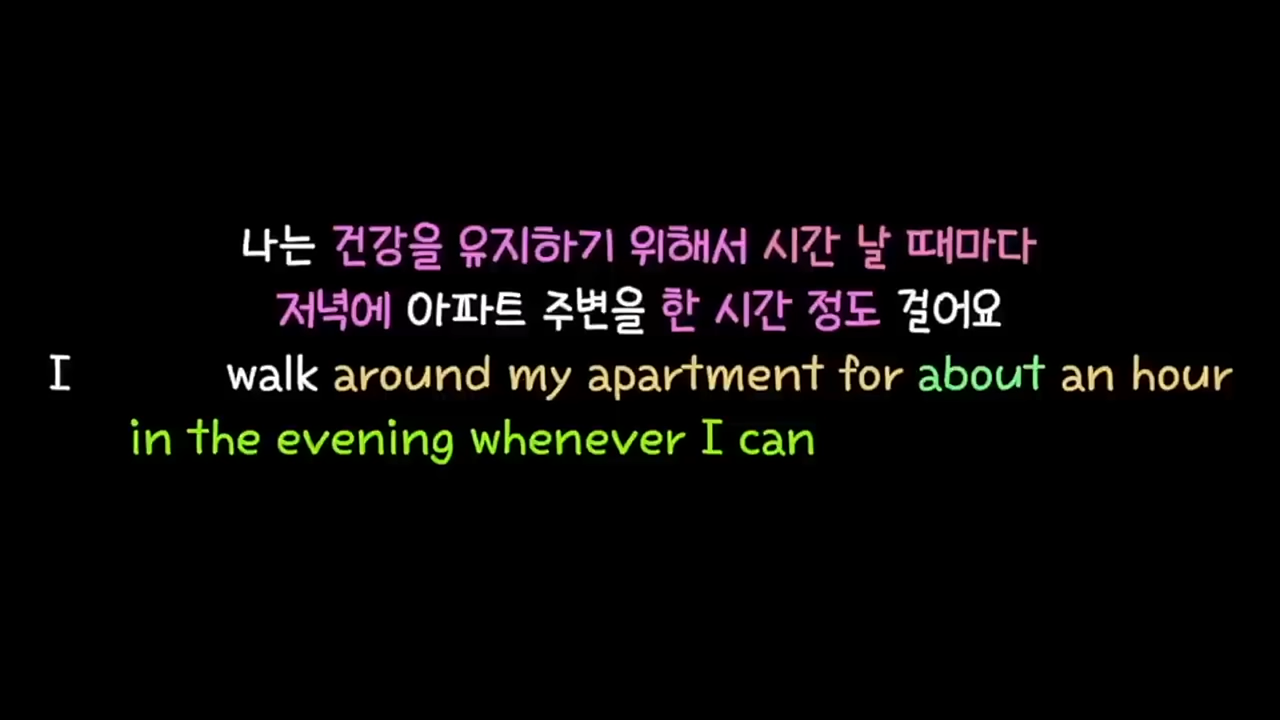 나는 건강을 유지하기 위해서 시간 날 때마다
저녁에 아파트 주변을 한 시간 정도 걸어요
I walk around my apartment for about an hour
in the evening whenever I can